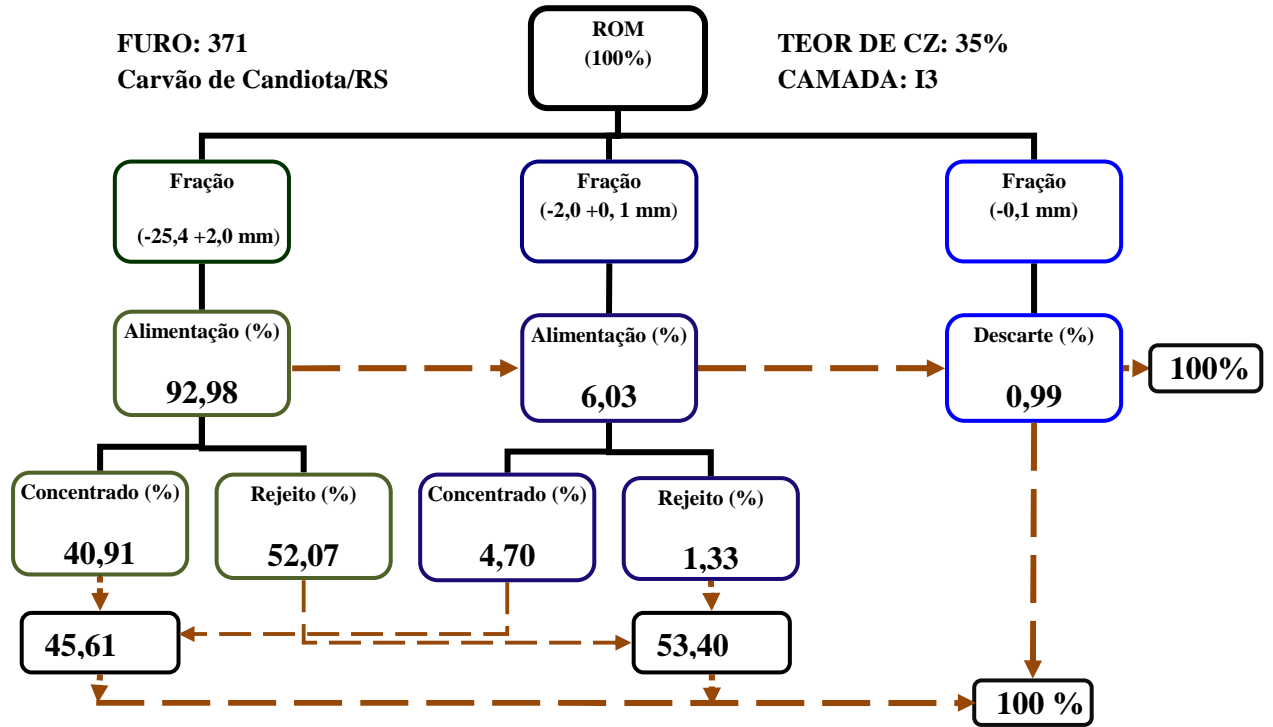 FURO: 371
Carvão de Candiota/RS
ROM
(100%)
TEOR DE CZ: 35%
CAMADA: I3
Fração
(-25,4 +2,0 mm)
Fração
(-2,0 +0, 1 mm)
Fração
(-0,1 mm)
Alimentação (%)
92,98
Alimentação (%)
6,03
Descarte (%)
0,99
100%
Concentrado (%)
40,91
Rejeito (%)
52,07
Concentrado (%)
4,70
Rejeito (%)
1,33
45,61
53,40
100 %